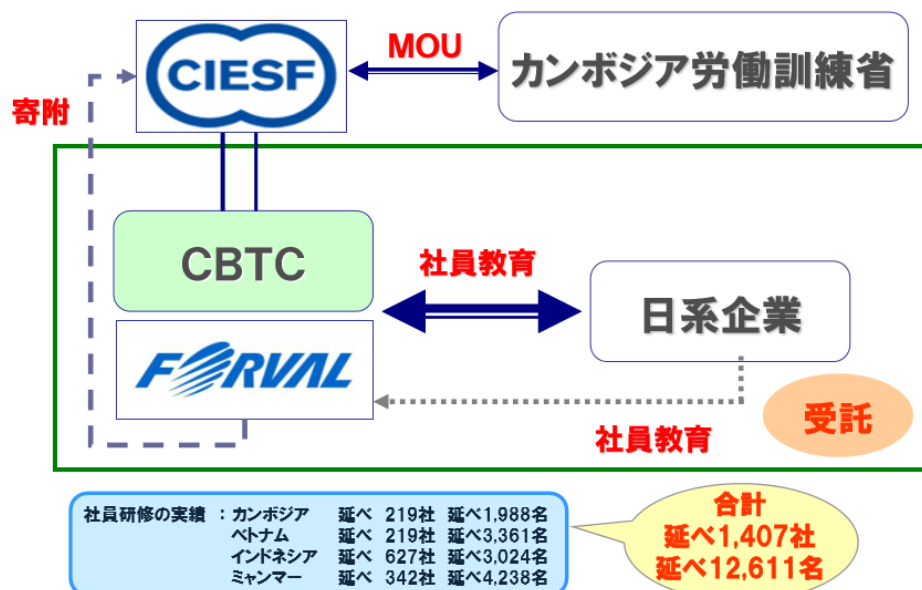 CIESF
MOU
カンボジア労働訓練省
寄附
CBTC
社員教育
日系企業
FORVAL
社員教育
受託
社員研修の実績 : カンボジア 延べ 219社 延べ1,988名
ベトナム 延べ 219社 延べ3,361名
インドネシア 延べ 627社 延べ3,024名
ミャンマー 延べ 342社 延べ4,238名
合計
延べ1,407社
延べ12,611名